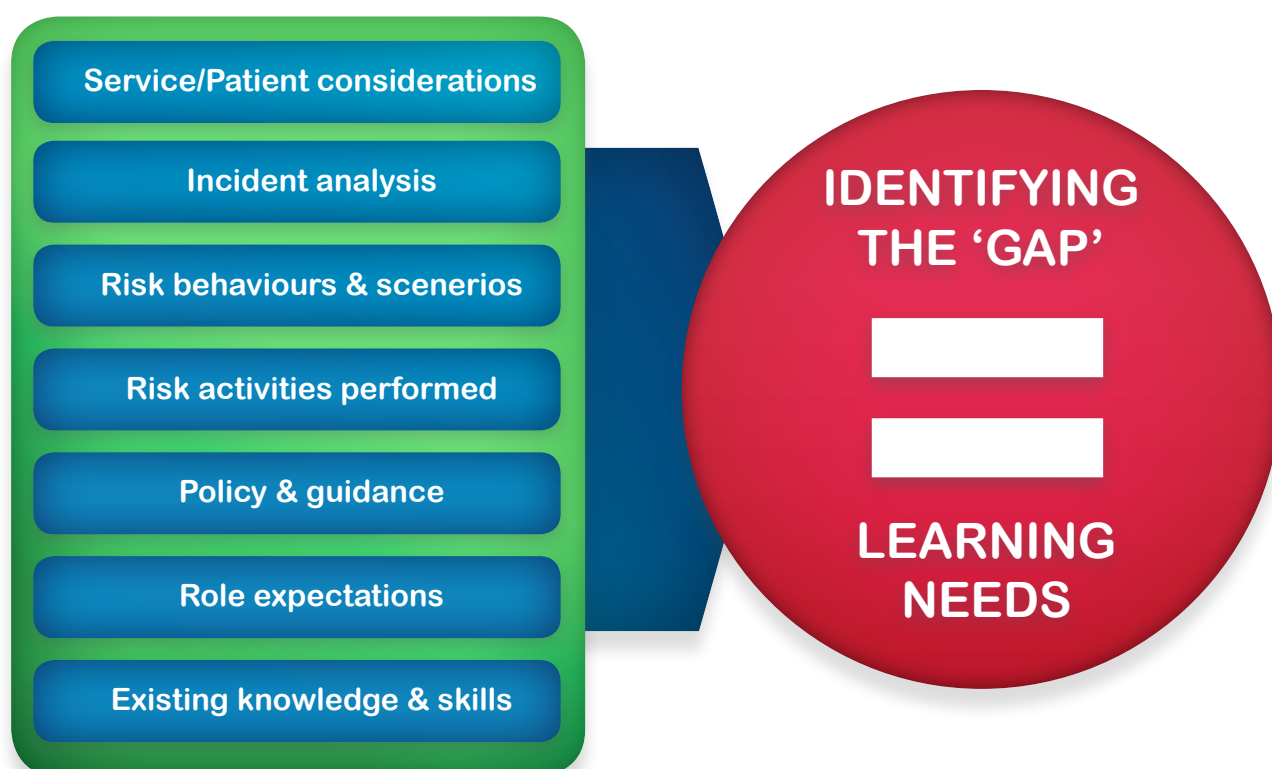 Service/Patient considerations
Incident analysis
Risk behaviours & scenerios
Risk activities performed
Policy & guidance
Role expectations
Existing knowledge & skills
IDENTIFYING
THE ‘GAP’
LEARNING
NEEDS